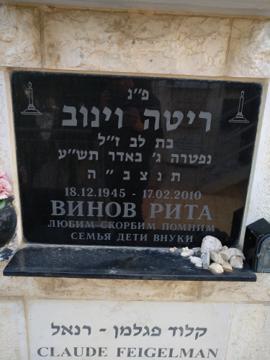 פ"נ
ריטה וינוב
בת לב ז"ל
נפטרה ג' באדר תש"ע
תנצב"ה
18.12.1945 - 17.02.2010
ВИНОВ РИТА
ЛЮБИМ СКОРБИМ ПОМНИМ
СЕМЬЯ ДЕТИ ВНУКИ
קלוד פגלמן - רנאל
CLAUDE FEIGELMAN